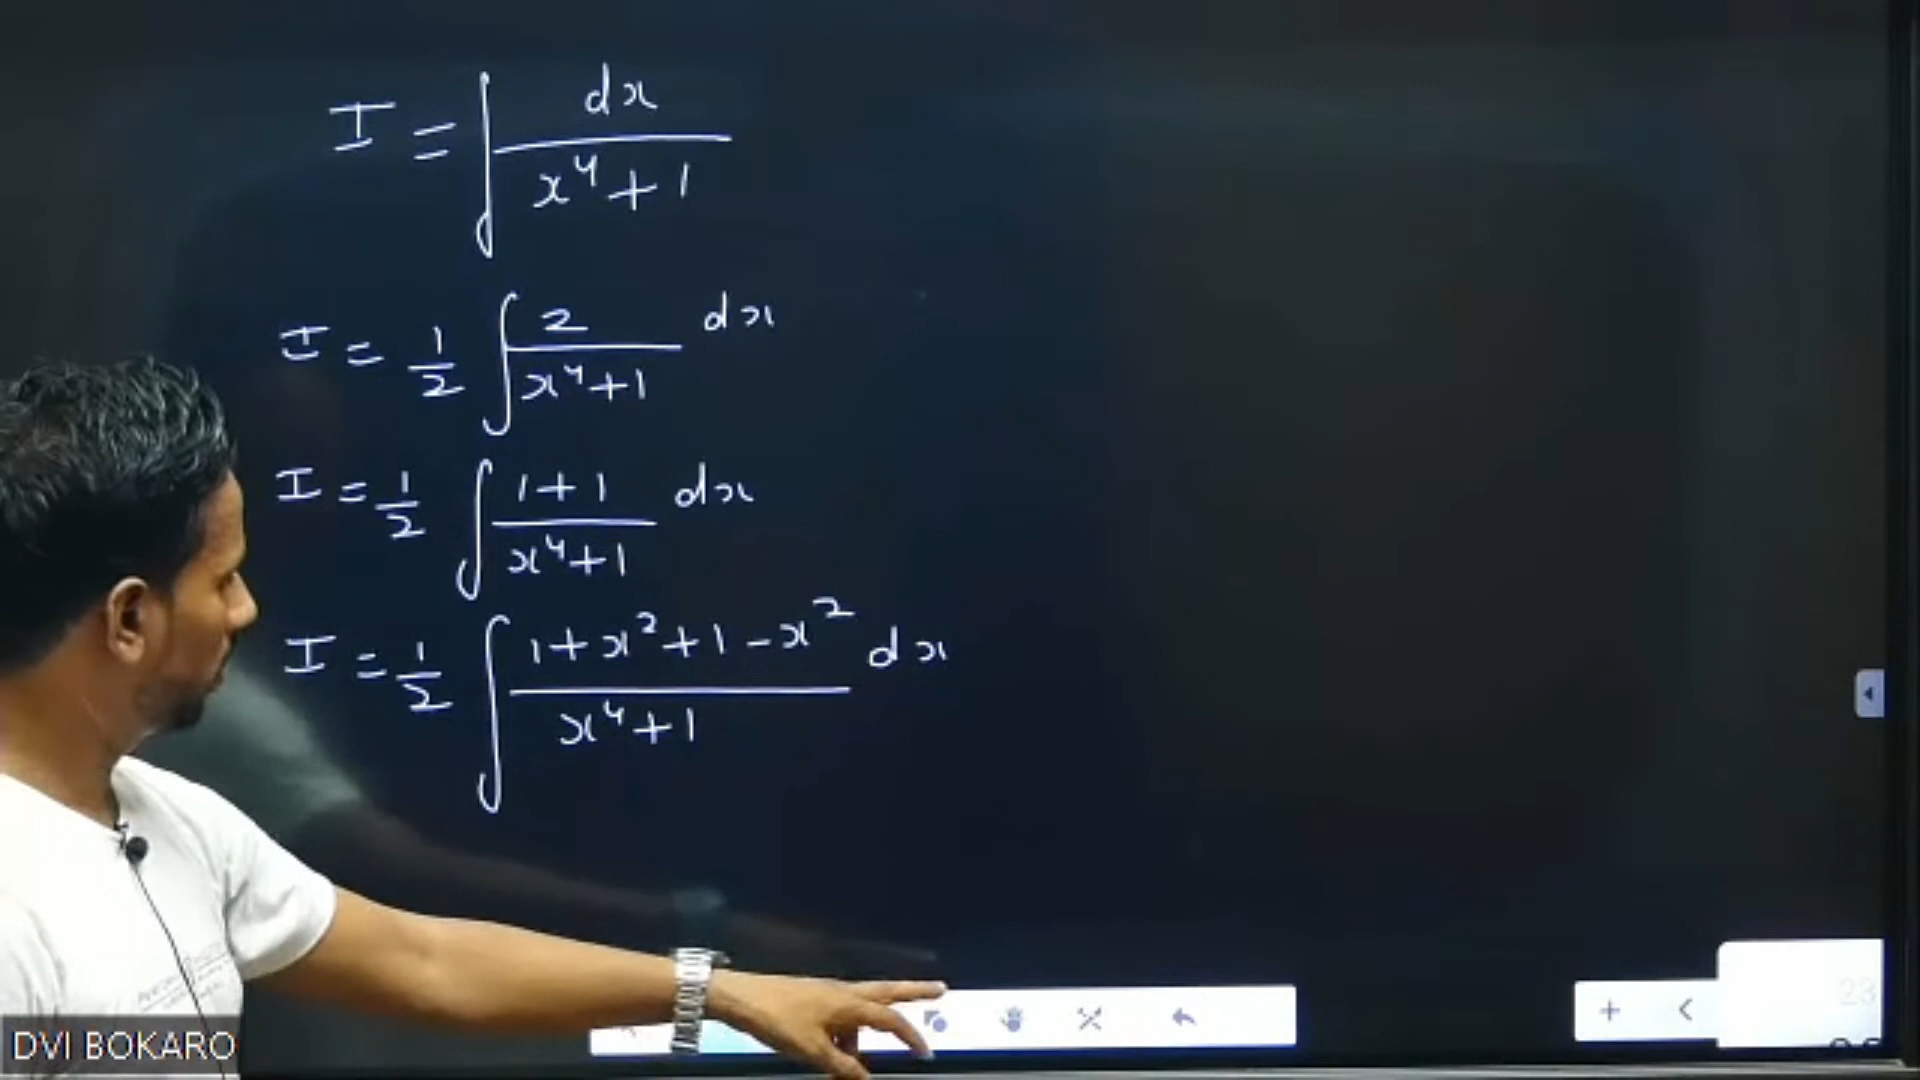 I = ∫ dx / (x⁴ + 1)
I = 1/2 ∫ 2 / (x⁴+1) dx
I = 1/2 ∫ (1+1) / (x⁴+1) dx
I = 1/2 ∫ (1+x²+1-x²) / (x⁴+1) dx
DVI BOKARO
+ < 23